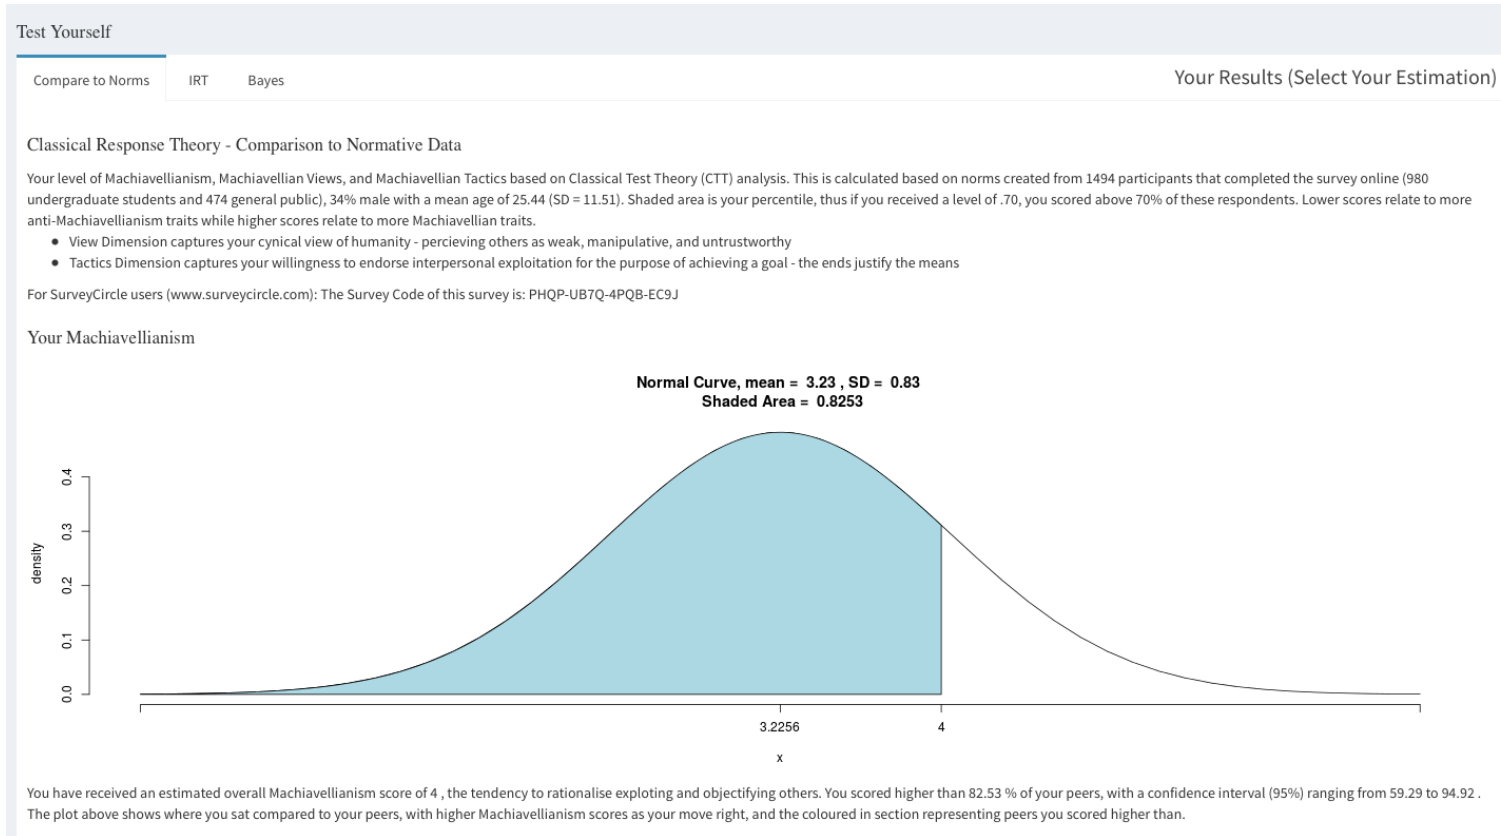 Test Yourself
Compare to Norms IRT Bayes Your Results (Select Your Estimation)
Classical Response Theory - Comparison to Normative Data
Your level of Machiavellianism, Machiavellian Views, and Machiavellian Tactics based on Classical Test Theory (CTT) analysis. This is calculated based on norms created from 1494 participants that completed the survey online (980
undergraduate students and 474 general public), 34% male with a mean age of 25.44 (SD = 11.51). Shaded area is your percentile, thus if you received a level of .70, you scored above 70% of these respondents. Lower scores relate to more
anti-Machiavellianism traits while higher scores relate to more Machiavellian traits.
• View Dimension captures your cynical view of humanity - percieving others as weak, manipulative, and untrustworthy
• Tactics Dimension captures your willingness to endorse interpersonal exploitation for the purpose of achieving a goal - the ends justify the means
For SurveyCircle users (www.surveycircle.com): The Survey Code of this survey is: PHQP-UB7Q-4PQB-EC9J
Your Machiavellianism
Normal Curve, mean = 3.23 , SD = 0.83
Shaded Area = 0.8253
density
0.4
0.3
0.2
0.1
0.0
3.2256 4
x
You have received an estimated overall Machiavellianism score of 4 , the tendency to rationalise exploting and objectifying others. You scored higher than 82.53 % of your peers, with a confidence interval (95%) ranging from 59.29 to 94.92 .
The plot above shows where you sat compared to your peers, with higher Machiavellianism scores as your move right, and the coloured in section representing peers you scored higher than.